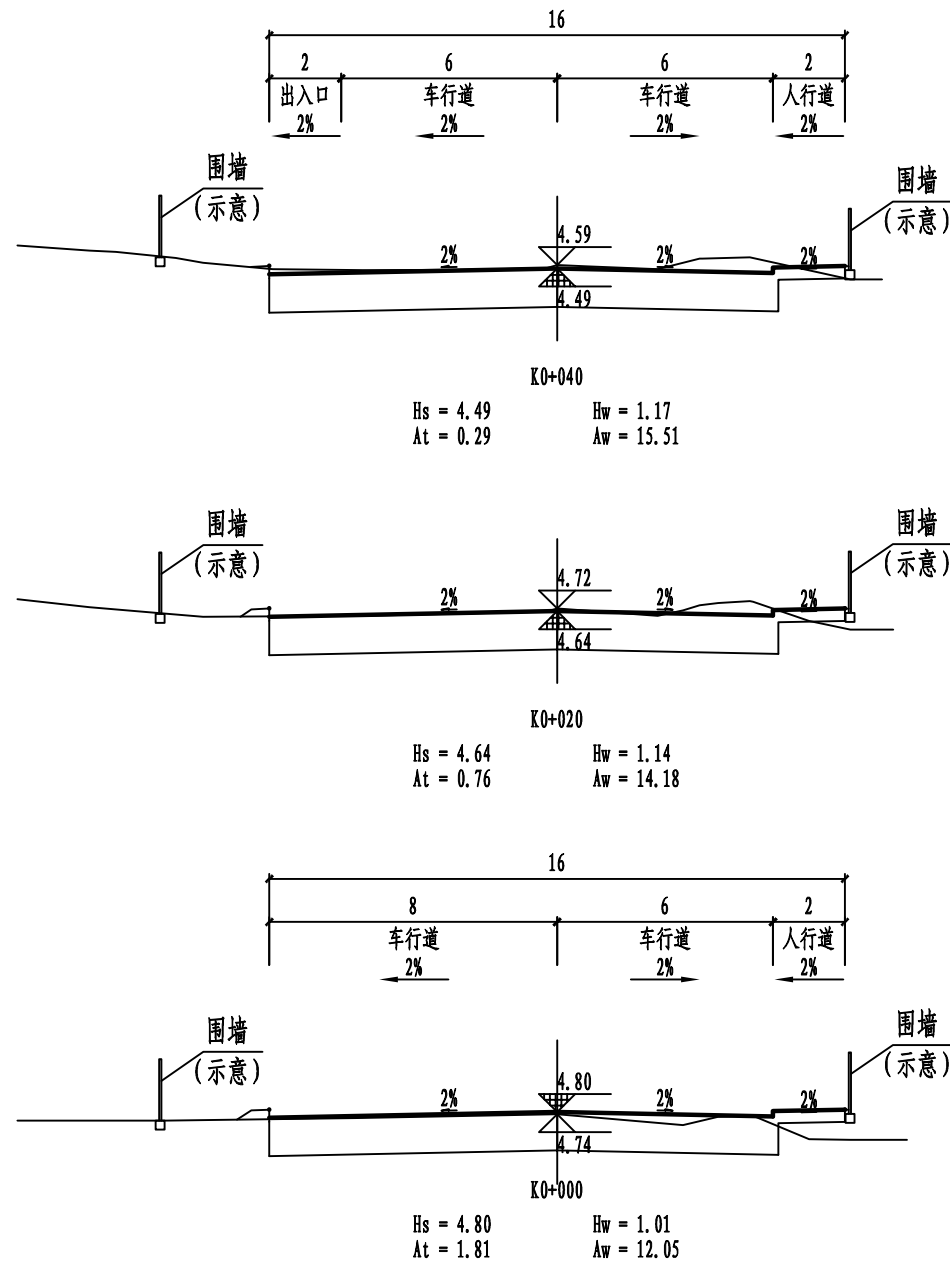 16
2 6 6 2
出入口 车行道 车行道 人行道
2% 2% 2% 2%
围墙
(示意)
围墙
(示意)
4.59
2% 2% 2%
4.49
K0+040
Hs = 4.49 Hw = 1.17
At = 0.29 Aw = 15.51
围墙
(示意)
围墙
(示意)
4.72
2% 2% 2%
4.64
K0+020
Hs = 4.64 Hw = 1.14
At = 0.76 Aw = 14.18
16
8 6 2
车行道 车行道 人行道
2% 2% 2%
围墙
(示意)
围墙
(示意)
4.80
2% 2% 2%
4.74
K0+000
Hs = 4.80 Hw = 1.01
At = 1.81 Aw = 12.05